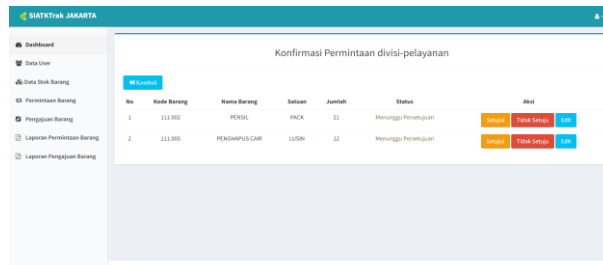 SIATKTrak JAKARTA
Dashboard
Data User
Data Stok Barang
Permintaan Barang
Pengajuan Barang
Laporan Permintaan Barang
Laporan Pengajuan Barang
Konfirmasi Permintaan divisi-pelayanan
Kembali
No Kode Barang Nama Barang Satuan Jumlah Status Aksi
1 111.002 PENSIL PACK 21 Menunggu Persetujuan Setujui Tidak Setuju Edit
2 111.005 PENGHAPUS CAIR LUSIN 12 Menunggu Persetujuan Setujui Tidak Setuju Edit